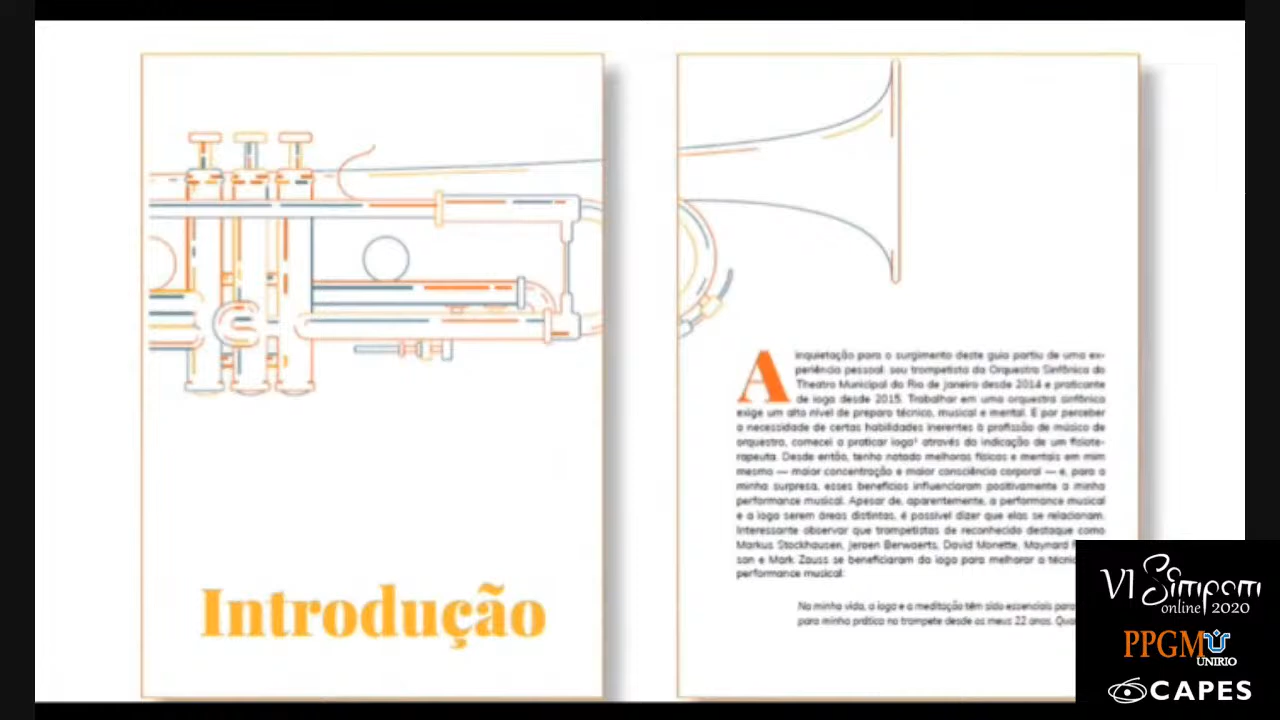 Introdução
A inquietação para o surgimento deste guia partiu de uma ex-
periência pessoal: sou trompetista da Orquestra Sinfônica do
Theatro Municipal do Rio de Janeiro desde 2014 e praticante
de ioga desde 2015. Trabalhar em uma orquestra sinfônica
exige um alto nível de preparo técnico, musical e mental. E por perceber
a necessidade de certas habilidades inerentes à profissão de músico de
orquestra, comecei a praticar ioga¹ através da indicação de um fisiote-
rapeuta. Desde então, tenho notado melhoras físicas e mentais em mim
mesmo — maior concentração e maior consciência corporal — e, para a
minha surpresa, esses benefícios influenciaram positivamente a minha
performance musical. Apesar de, aparentemente, a performance musical
e a ioga serem áreas distintas, é possível dizer que elas se relacionam.
Interessante observar que trompetistas de reconhecido destaque como
Markus Stockhausen, Jeroen Berwaerts, David Monette, Maynard
son e Mark Zauss se beneficiaram da ioga para melhorar a
performance musical:
Na minha vida, a ioga e a meditação têm sido essenciais
para minha prática no trompete desde os meus 22 anos.
VI Simpom
online 2020
PPGMU
UNIRIO
CAPES